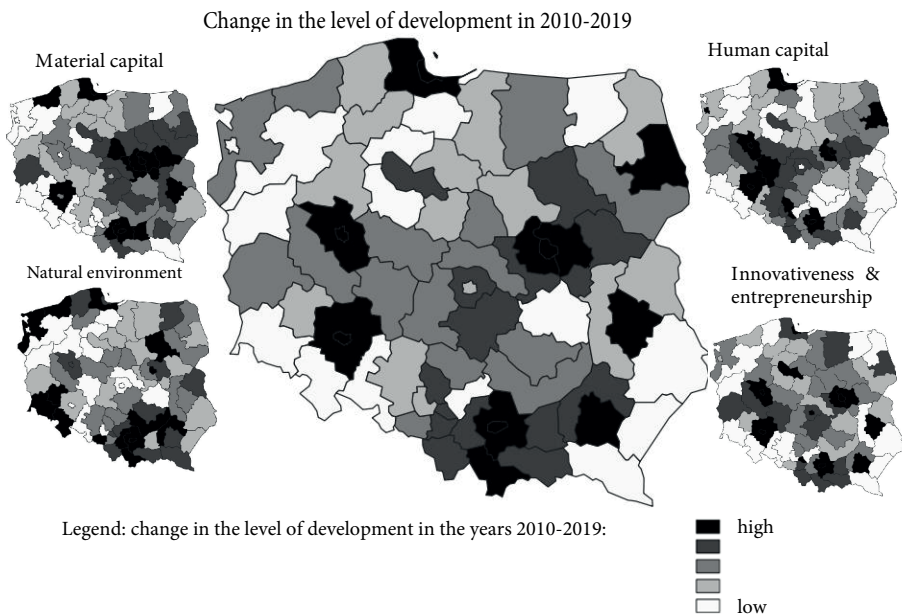 Change in the level of development in 2010-2019
Material capital
Human capital
Natural environment
Innovativeness &
entrepreneurship
Legend: change in the level of development in the years 2010-2019:
high
low